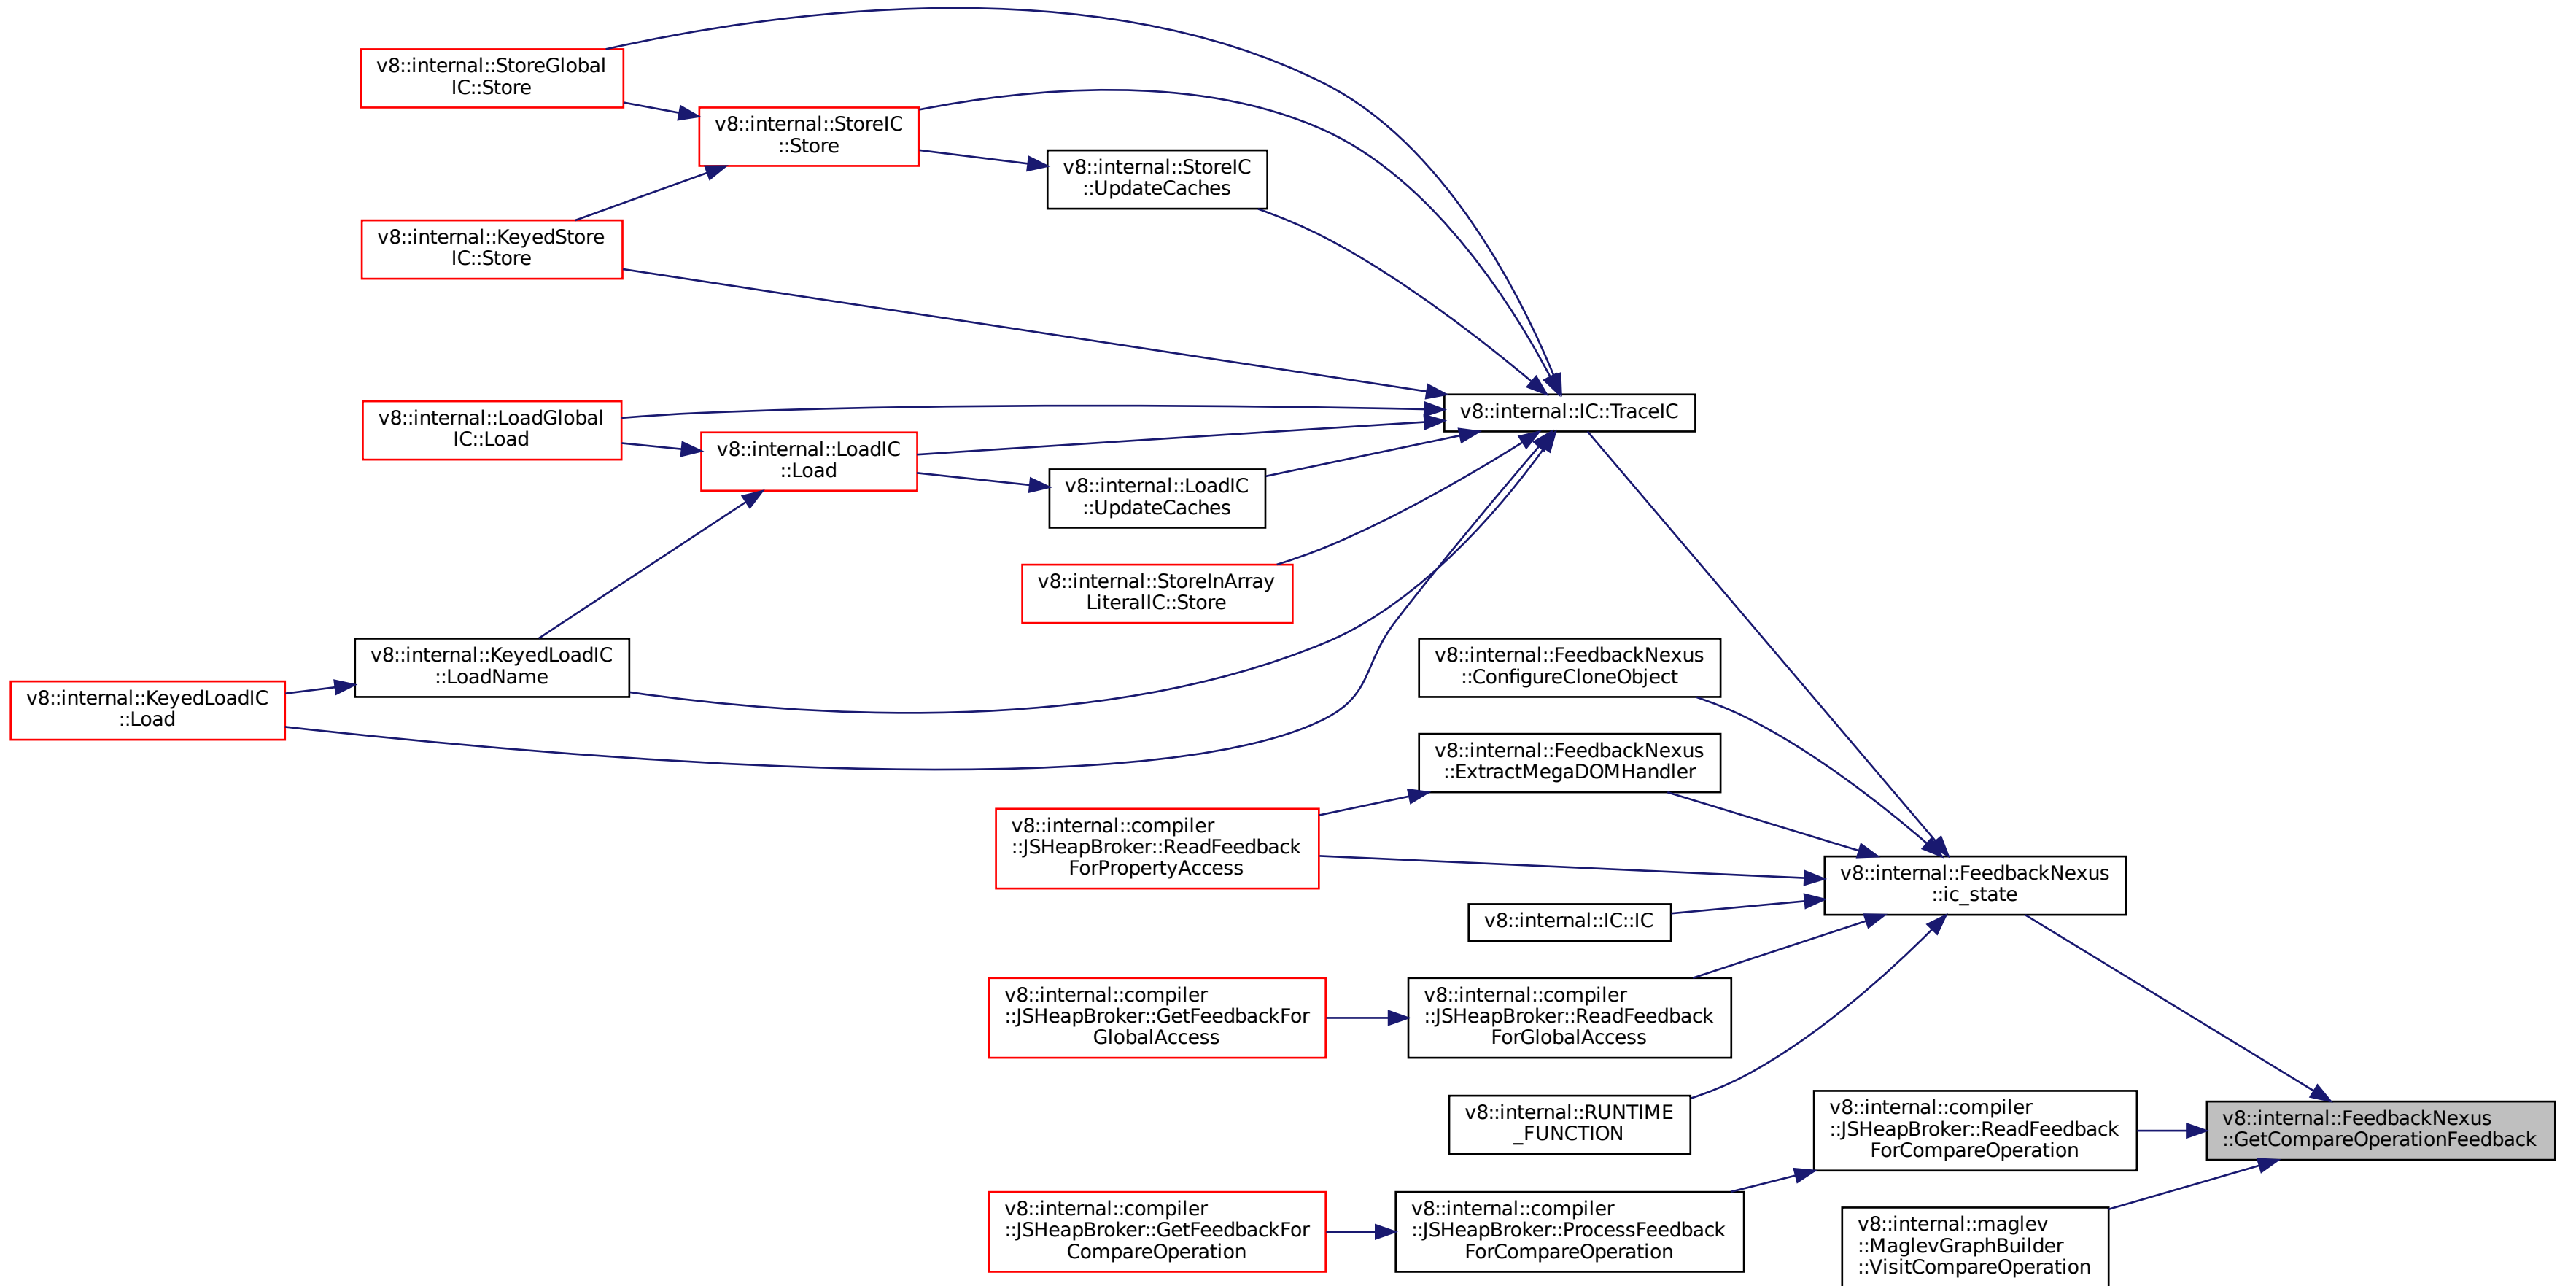 v8::internal::StoreGlobal
IC::Store
v8::internal::StoreIC
::Store
v8::internal::StoreIC
::UpdateCaches
v8::internal::KeyedStore
IC::Store
v8::internal::IC::TraceIC
v8::internal::LoadGlobal
IC::Load
v8::internal::LoadIC
::Load
v8::internal::LoadIC
::UpdateCaches
v8::internal::StoreInArray
LiteralIC::Store
v8::internal::KeyedLoadIC
::LoadName
v8::internal::KeyedLoadIC
::Load
v8::internal::FeedbackNexus
::ConfigureCloneObject
v8::internal::FeedbackNexus
::ExtractMegaDOMHandler
v8::internal::compiler
::JSHeapBroker::ReadFeedback
ForPropertyAccess
v8::internal::FeedbackNexus
::ic_state
v8::internal::IC::IC
v8::internal::compiler
::JSHeapBroker::GetFeedbackFor
GlobalAccess
v8::internal::compiler
::JSHeapBroker::ReadFeedback
ForGlobalAccess
v8::internal::RUNTIME
_FUNCTION
v8::internal::compiler
::JSHeapBroker::ReadFeedback
ForCompareOperation
v8::internal::FeedbackNexus
::GetCompareOperationFeedback
v8::internal::compiler
::JSHeapBroker::GetFeedbackFor
CompareOperation
v8::internal::compiler
::JSHeapBroker::ProcessFeedback
ForCompareOperation
v8::internal::maglev
::MaglevGraphBuilder
::VisitCompareOperation